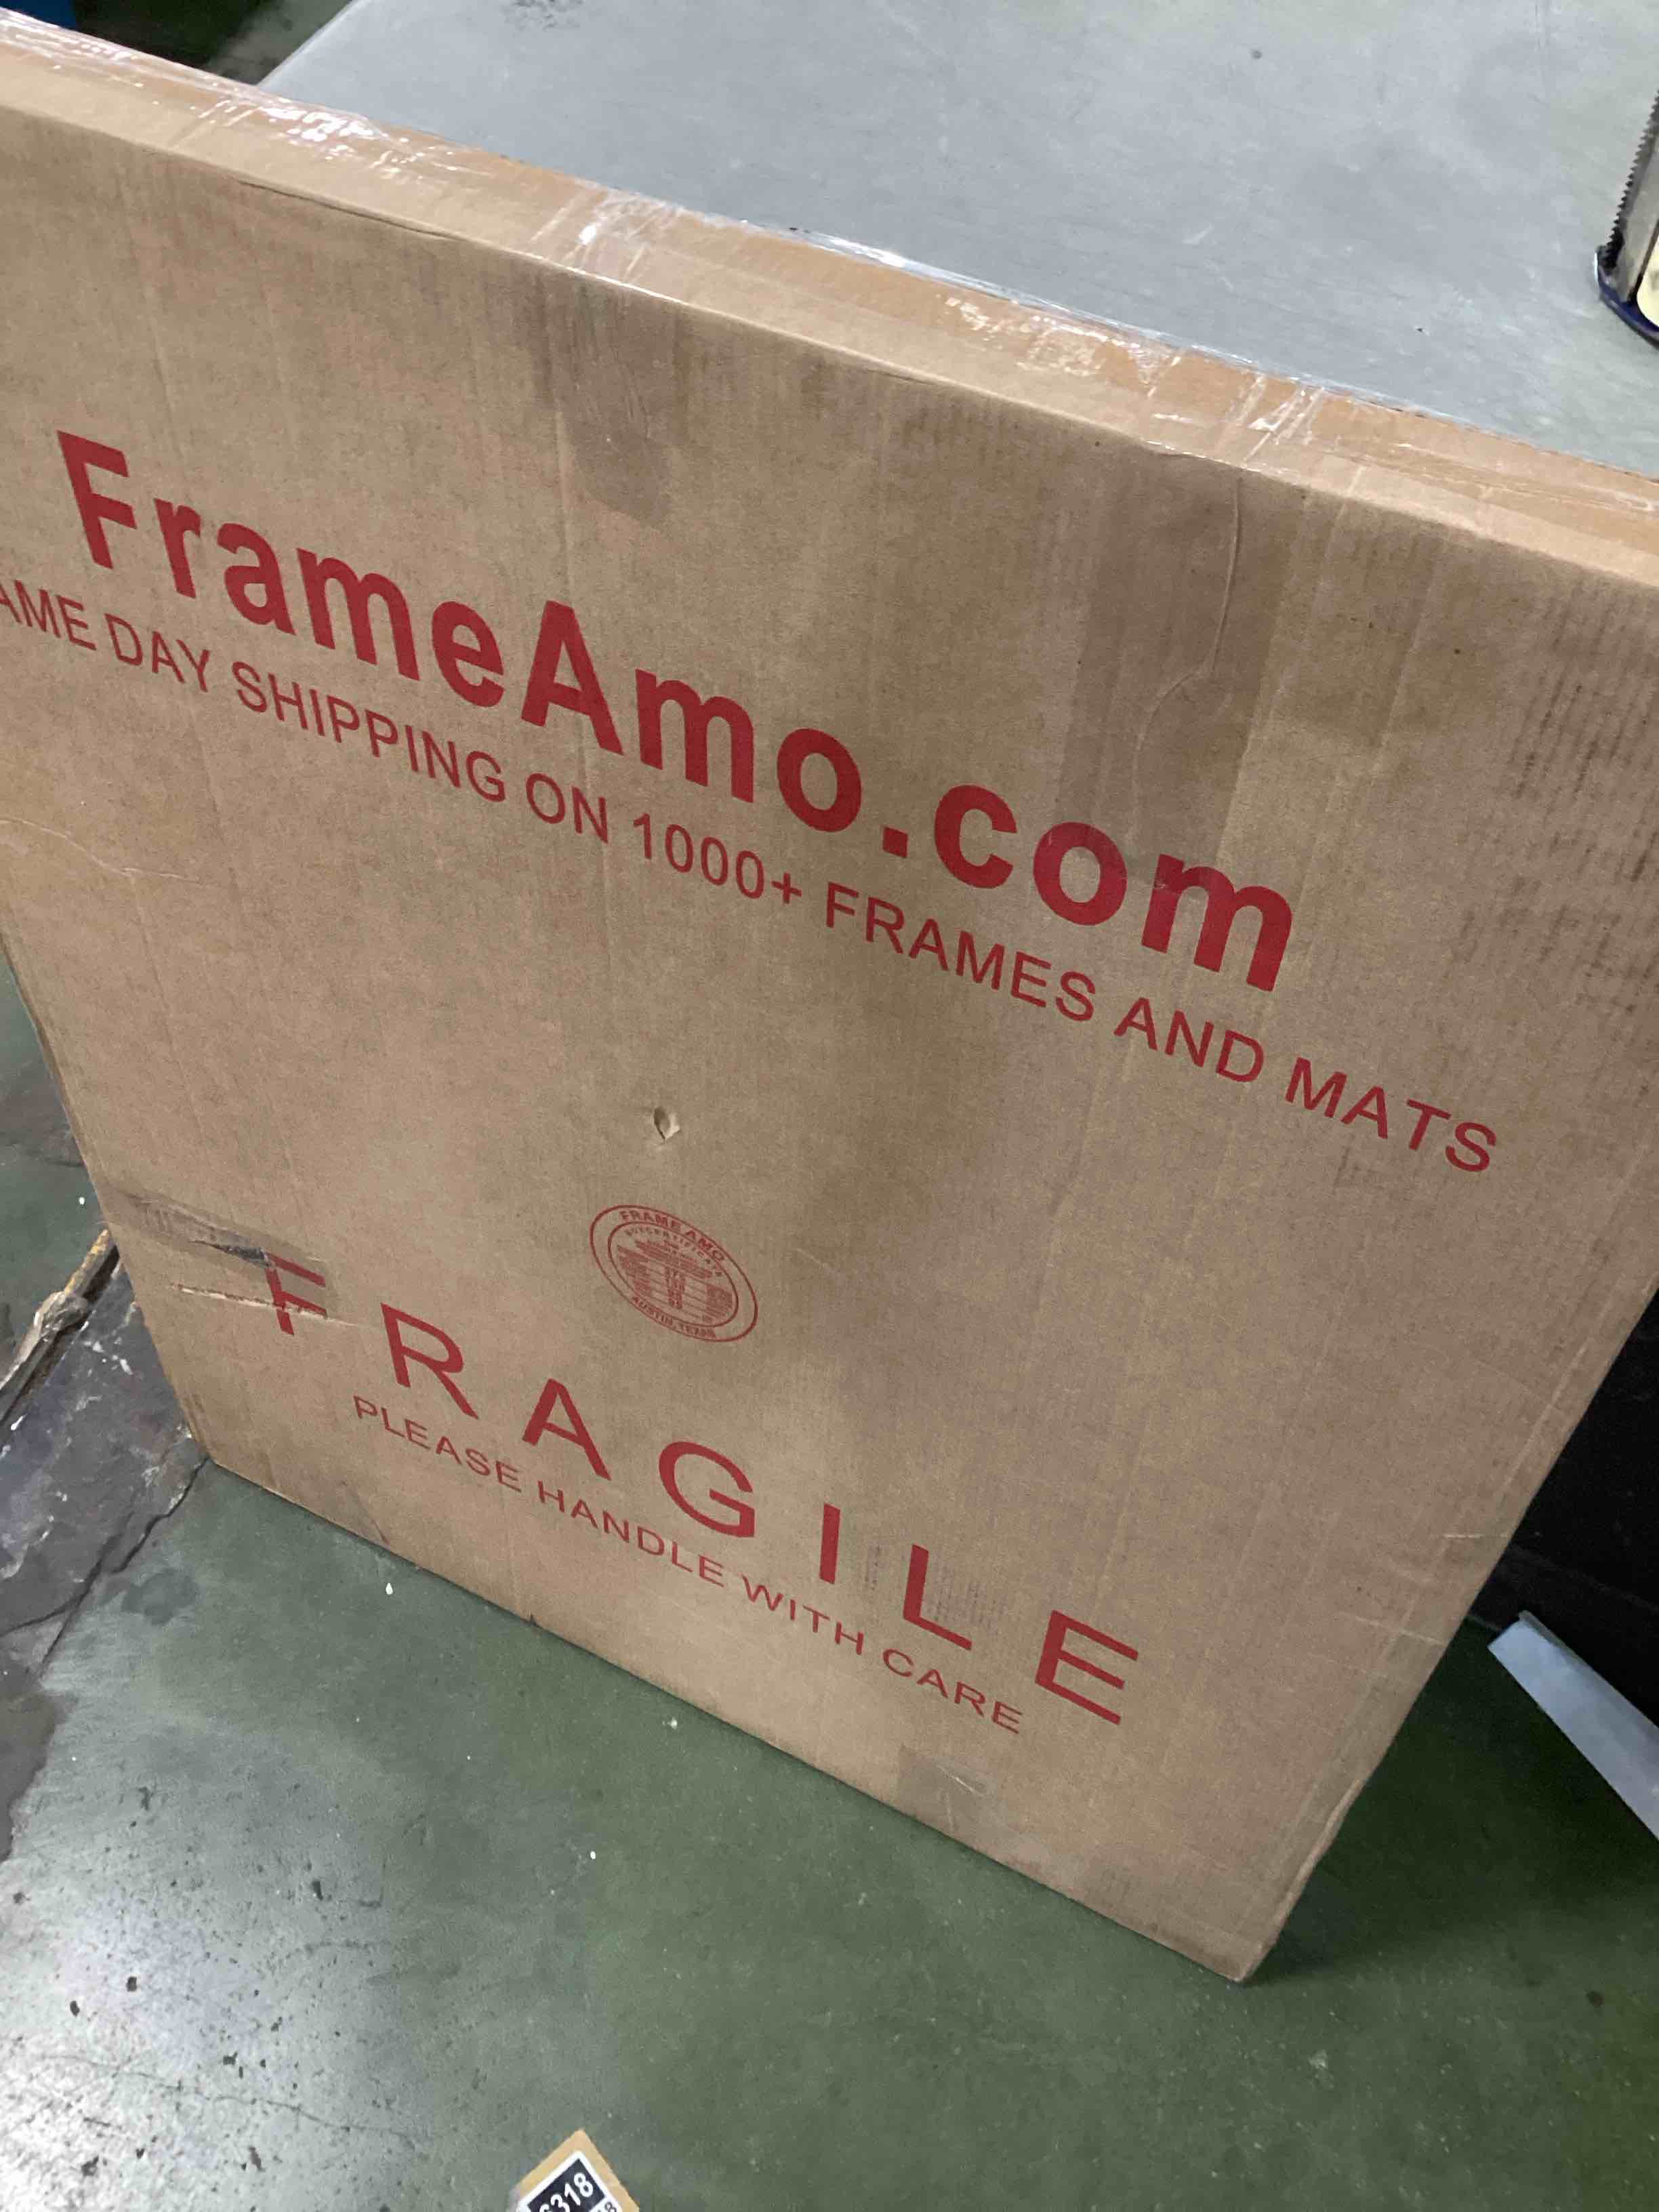 FrameAmo.com
AME DAY SHIPPING ON 1000+ FRAMES AND MATS
FRAME AMO
AUSTIN, TEXAS
FRAGILE
PLEASE HANDLE WITH CARE